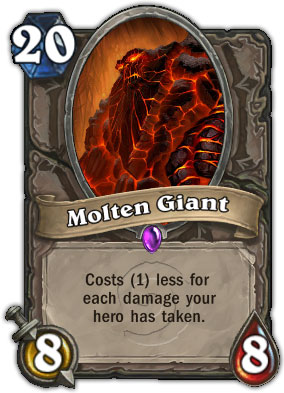 20
Molten Giant
Costs (1) less for
each damage your
hero has taken.
8
8